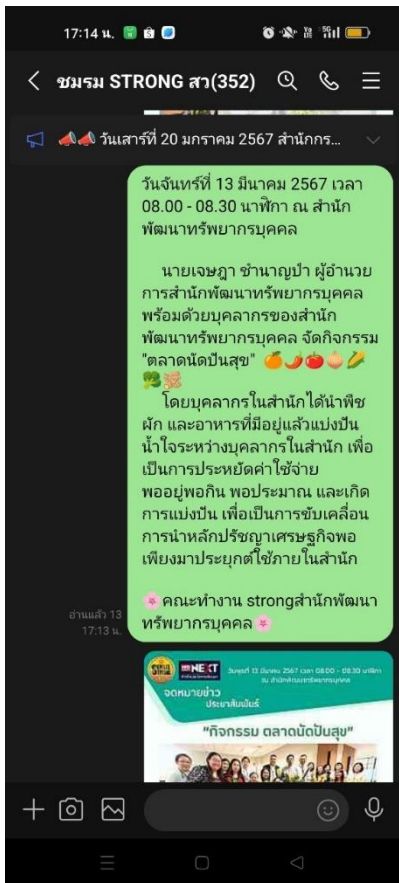 17:14 น.
ชมรม STRONG สา(352)
วันเสาร์ที่ 20 มกราคม 2567 สำนักกร...
วันจันทร์ที่ 13 มีนาคม 2567 เวลา
08.00 - 08.30 นาฬิกา ณ สำนัก
พัฒนาทรัพยากรบุคคล
นายเจษฎา ชำนาญป่า ผู้อำนวย
การสำนักพัฒนาทรัพยากรบุคคล
พร้อมด้วยบุคลากรของสำนัก
พัฒนาทรัพยากรบุคคล จัดกิจกรรม
"ตลาดนัดปันสุข" 🍊🌶🍅🧅🌽
🥦🫚
โดยบุคลากรในสำนักได้นำพืช
ผัก และอาหารที่มีอยู่แล้วแบ่งปัน
น้ำใจระหว่างบุคลากรในสำนัก เพื่อ
เป็นการประหยัดค่าใช้จ่าย
พออยู่พอกิน พอประมาณ และเกิด
การแบ่งปัน เพื่อเป็นการขับเคลื่อน
การนำหลักปรัชญาเศรษฐกิจพอ
เพียงมาประยุกต์ใช้ภายในสำนัก
🌸คณะทำงาน strongสำนักพัฒนา
ทรัพยากรบุคคล🌸
อ่านแล้ว 13
17:13 น.
NEXT
13 มีนาคม 2567 เวลา 08.00 - 08.30 นาฬิกา
ณ สำนักพัฒนาทรัพยากรบุคคล
จดหมายข่าว
ประชาสัมพันธ์
"กิจกรรม ตลาดนัดปันสุข"